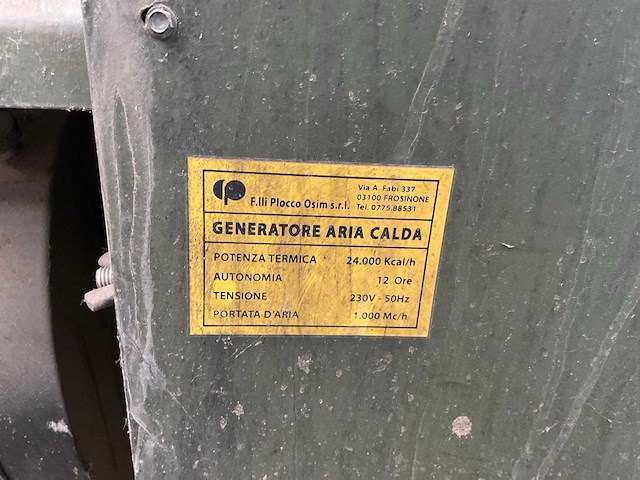 F.lli Plocco Osim s.r.l.
Via A. Fabi 337
03100 FROSINONE
Tel. 0775.88531
GENERATORE ARIA CALDA
POTENZA TERMICA 24.000 Kcal/h
AUTONOMIA 12 Ore
TENSIONE 230V - 50Hz
PORTATA D'ARIA 1.000 Mc/h